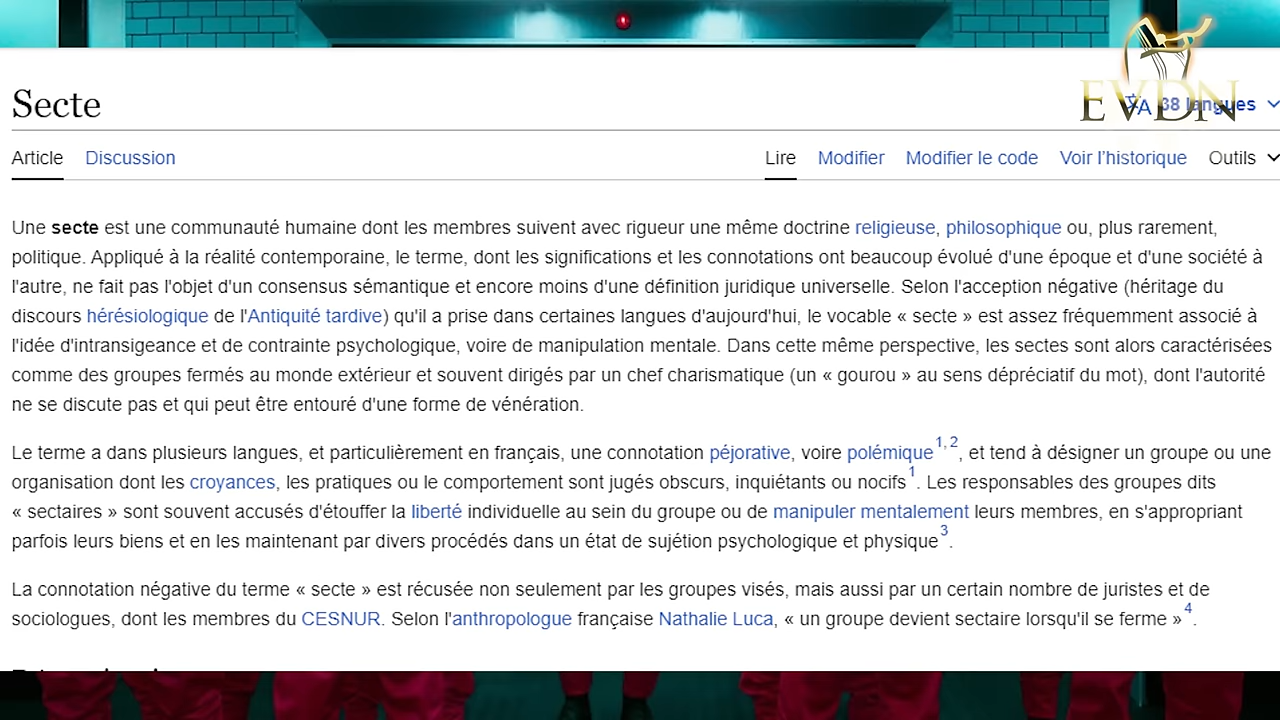 EVDN
Secte
38 langues
Article Discussion Lire Modifier Modifier le code Voir l'historique Outils
Une secte est une communauté humaine dont les membres suivent avec rigueur une même doctrine religieuse, philosophique ou, plus rarement,
politique. Appliqué à la réalité contemporaine, le terme, dont les significations et les connotations ont beaucoup évolué d'une époque et d'une société à
l'autre, ne fait pas l'objet d'un consensus sémantique et encore moins d'une définition juridique universelle. Selon l'acception négative (héritage du
discours hérésiologique de l'Antiquité tardive) qu'il a prise dans certaines langues d'aujourd'hui, le vocable « secte » est assez fréquemment associé à
l'idée d'intransigeance et de contrainte psychologique, voire de manipulation mentale. Dans cette même perspective, les sectes sont alors caractérisées
comme des groupes fermés au monde extérieur et souvent dirigés par un chef charismatique (un « gourou » au sens dépréciatif du mot), dont l'autorité
ne se discute pas et qui peut être entouré d'une forme de vénération.
Le terme a dans plusieurs langues, et particulièrement en français, une connotation péjorative, voire polémique1, 2, et tend à désigner un groupe ou une
organisation dont les croyances, les pratiques ou le comportement sont jugés obscurs, inquiétants ou nocifs1. Les responsables des groupes dits
« sectaires » sont souvent accusés d'étouffer la liberté individuelle au sein du groupe ou de manipuler mentalement leurs membres, en s'appropriant
parfois leurs biens et en les maintenant par divers procédés dans un état de sujétion psychologique et physique3.
La connotation négative du terme « secte » est récusée non seulement par les groupes visés, mais aussi par un certain nombre de juristes et de
sociologues, dont les membres du CESNUR. Selon l'anthropologue française Nathalie Luca, « un groupe devient sectaire lorsqu'il se ferme »4.